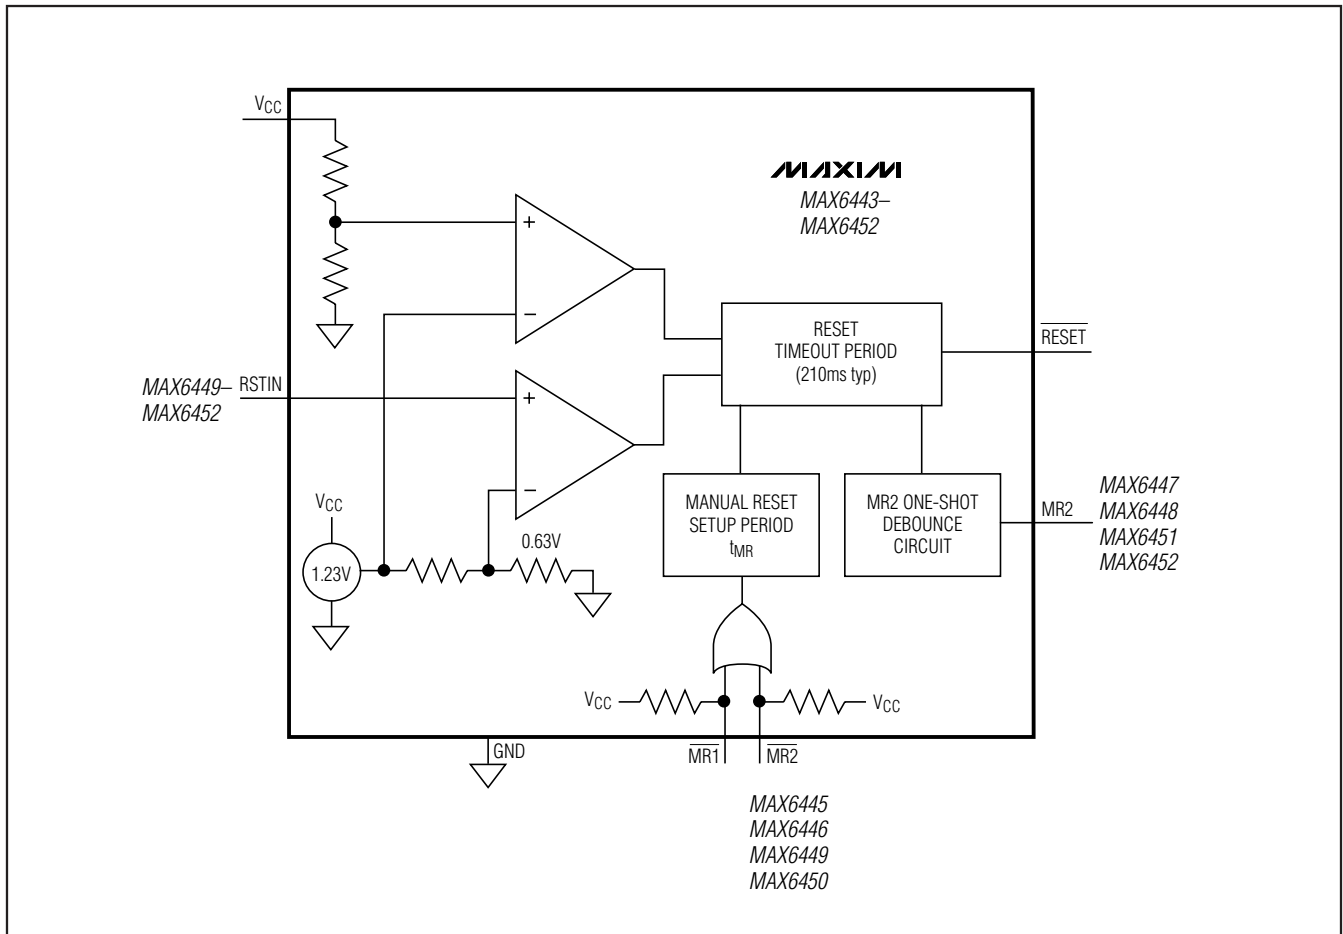 VCC
MAXIM
MAX6443–
MAX6452
+
−
RESET
TIMEOUT PERIOD
(210ms typ)
RESET
MAX6449–
MAX6452
RSTIN
+
−
VCC
1.23V
0.63V
MANUAL RESET
SETUP PERIOD
tMR
MR2 ONE-SHOT
DEBOUNCE
CIRCUIT
MR2
MAX6447
MAX6448
MAX6451
MAX6452
VCC
VCC
GND
MR1
MR2
MAX6445
MAX6446
MAX6449
MAX6450